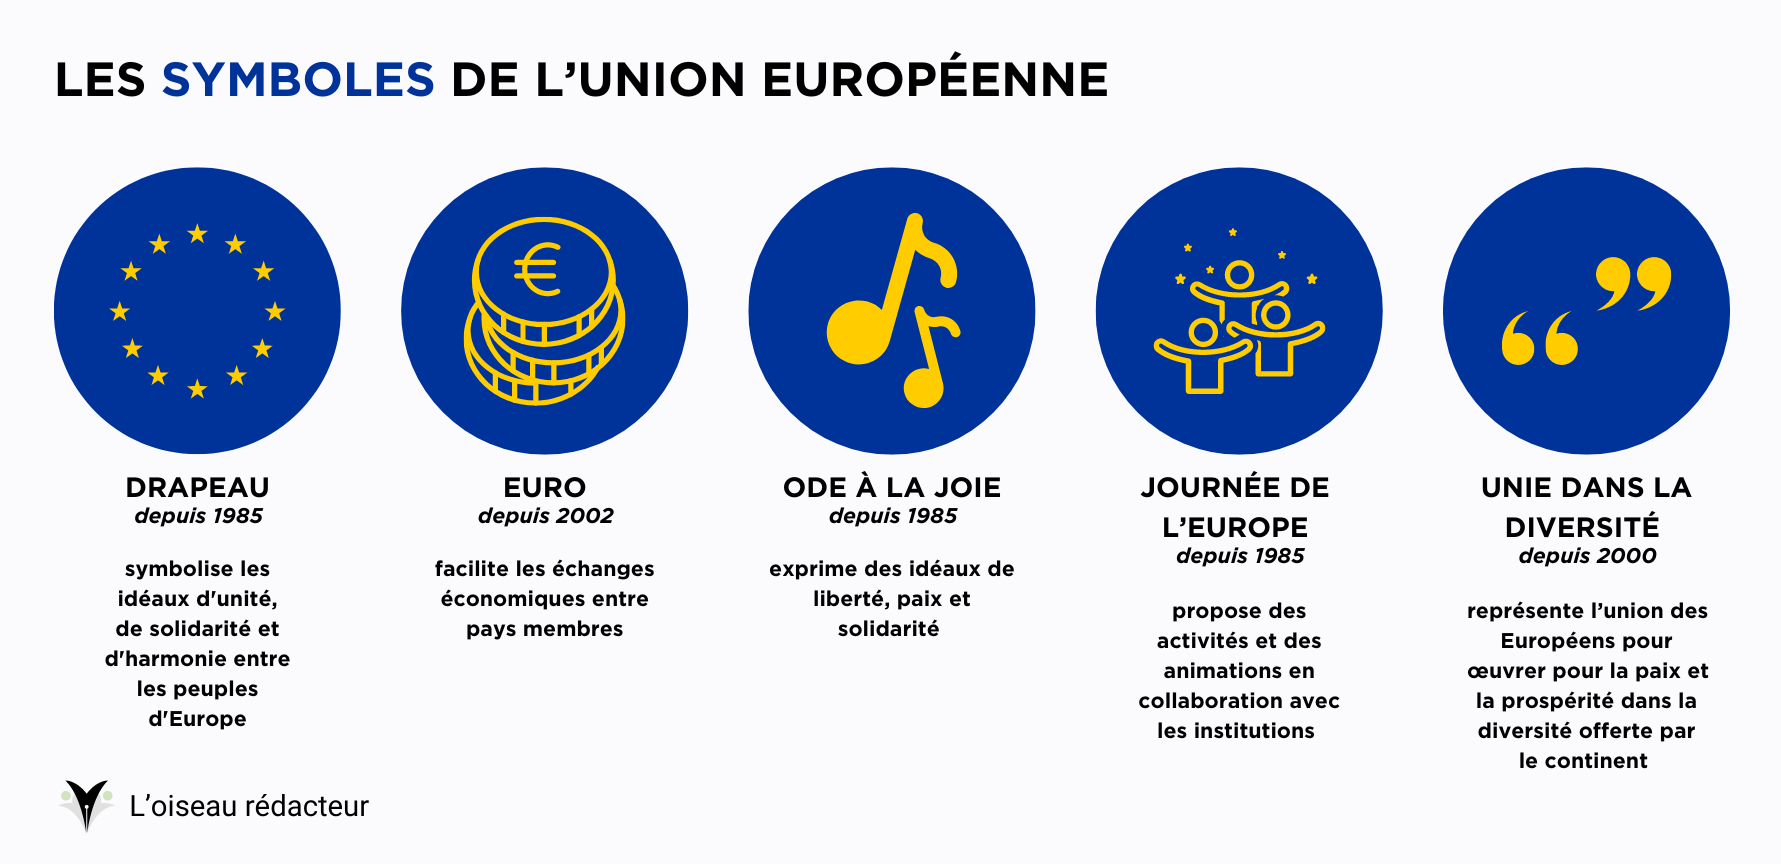 LES SYMBOLES DE L’UNION EUROPÉENNE
€
DRAPEAU
depuis 1985
symbolise les
idéaux d'unité,
de solidarité et
d'harmonie entre
les peuples
d'Europe
EURO
depuis 2002
facilite les échanges
économiques entre
pays membres
ODE À LA JOIE
depuis 1985
exprime des idéaux de
liberté, paix et
solidarité
JOURNÉE DE
L’EUROPE
depuis 1985
propose des
activités et des
animations en
collaboration avec
les institutions
“ ”
UNIE DANS LA
DIVERSITÉ
depuis 2000
représente l’union des
Européens pour
œuvrer pour la paix et
la prospérité dans la
diversité offerte par
le continent
L’oiseau rédacteur